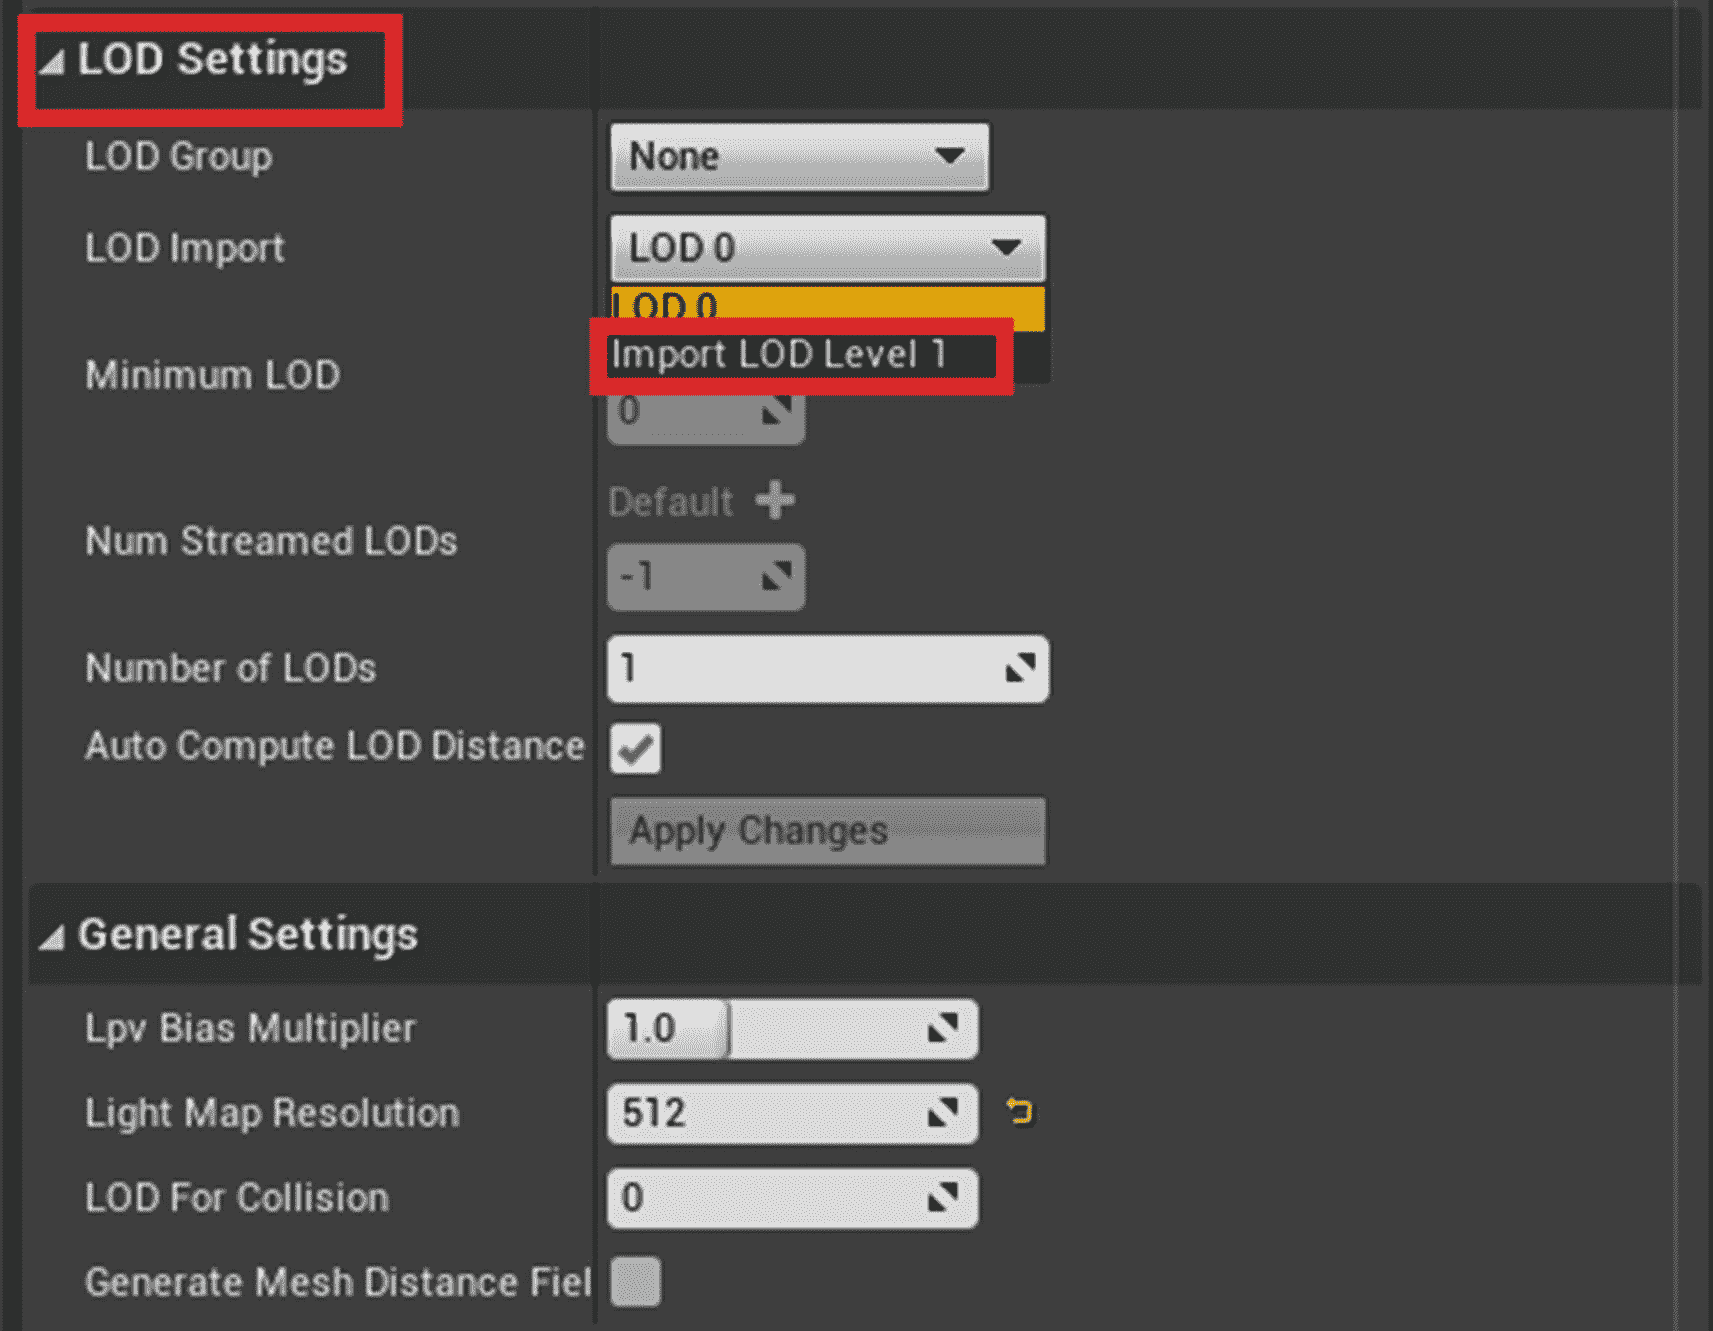 LOD Settings
LOD Group
None
LOD Import
LOD 0
LOD 0
Import LOD Level 1
Minimum LOD
0
Default
Num Streamed LODs
-1
Number of LODs
1
Auto Compute LOD Distance
Apply Changes
General Settings
Lpv Bias Multiplier
1.0
Light Map Resolution
512
LOD For Collision
0
Generate Mesh Distance Fiel